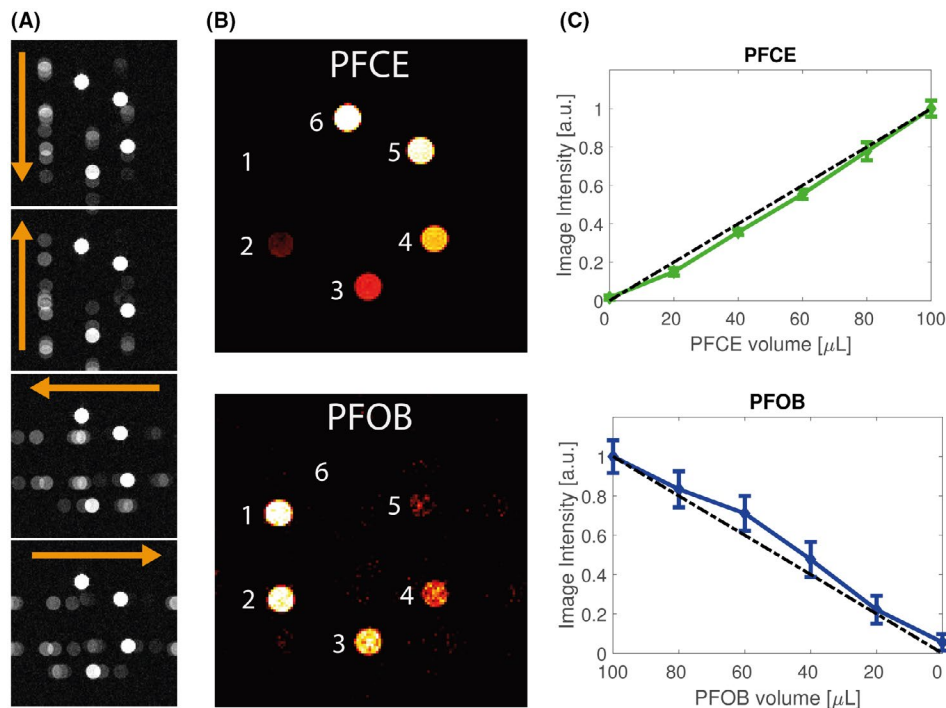 (A)
(B)
(C)
PFCE
6
1
5
2
4
3
PFOB
6
1
5
2
4
3
PFCE
Image Intensity [a.u.]
1
0.8
0.6
0.4
0.2
0
0 20 40 60 80 100
PFCE volume [μL]
PFOB
Image Intensity [a.u.]
1
0.8
0.6
0.4
0.2
0
100 80 60 40 20 0
PFOB volume [μL]